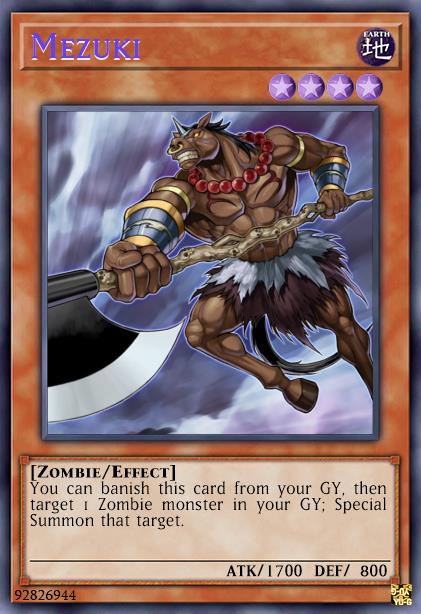 Mezuki
EARTH
地
[Zombie/Effect]
You can banish this card from your GY, then
target 1 Zombie monster in your GY; Special
Summon that target.
ATK/1700 DEF/ 800
92826944